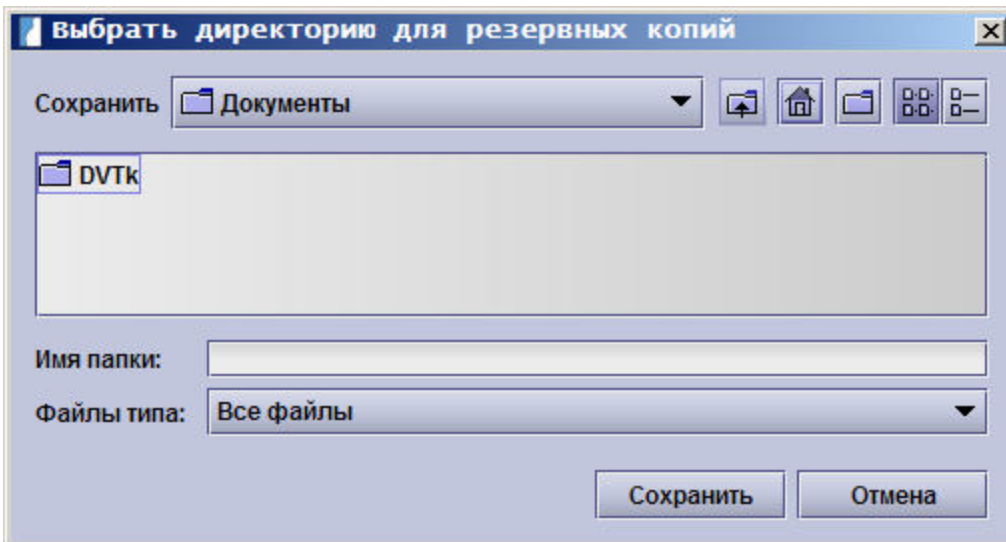 Выбрать директорию для резервных копий
Сохранить Документы
DVTk
Имя папки:
Файлы типа: Все файлы
Сохранить Отмена